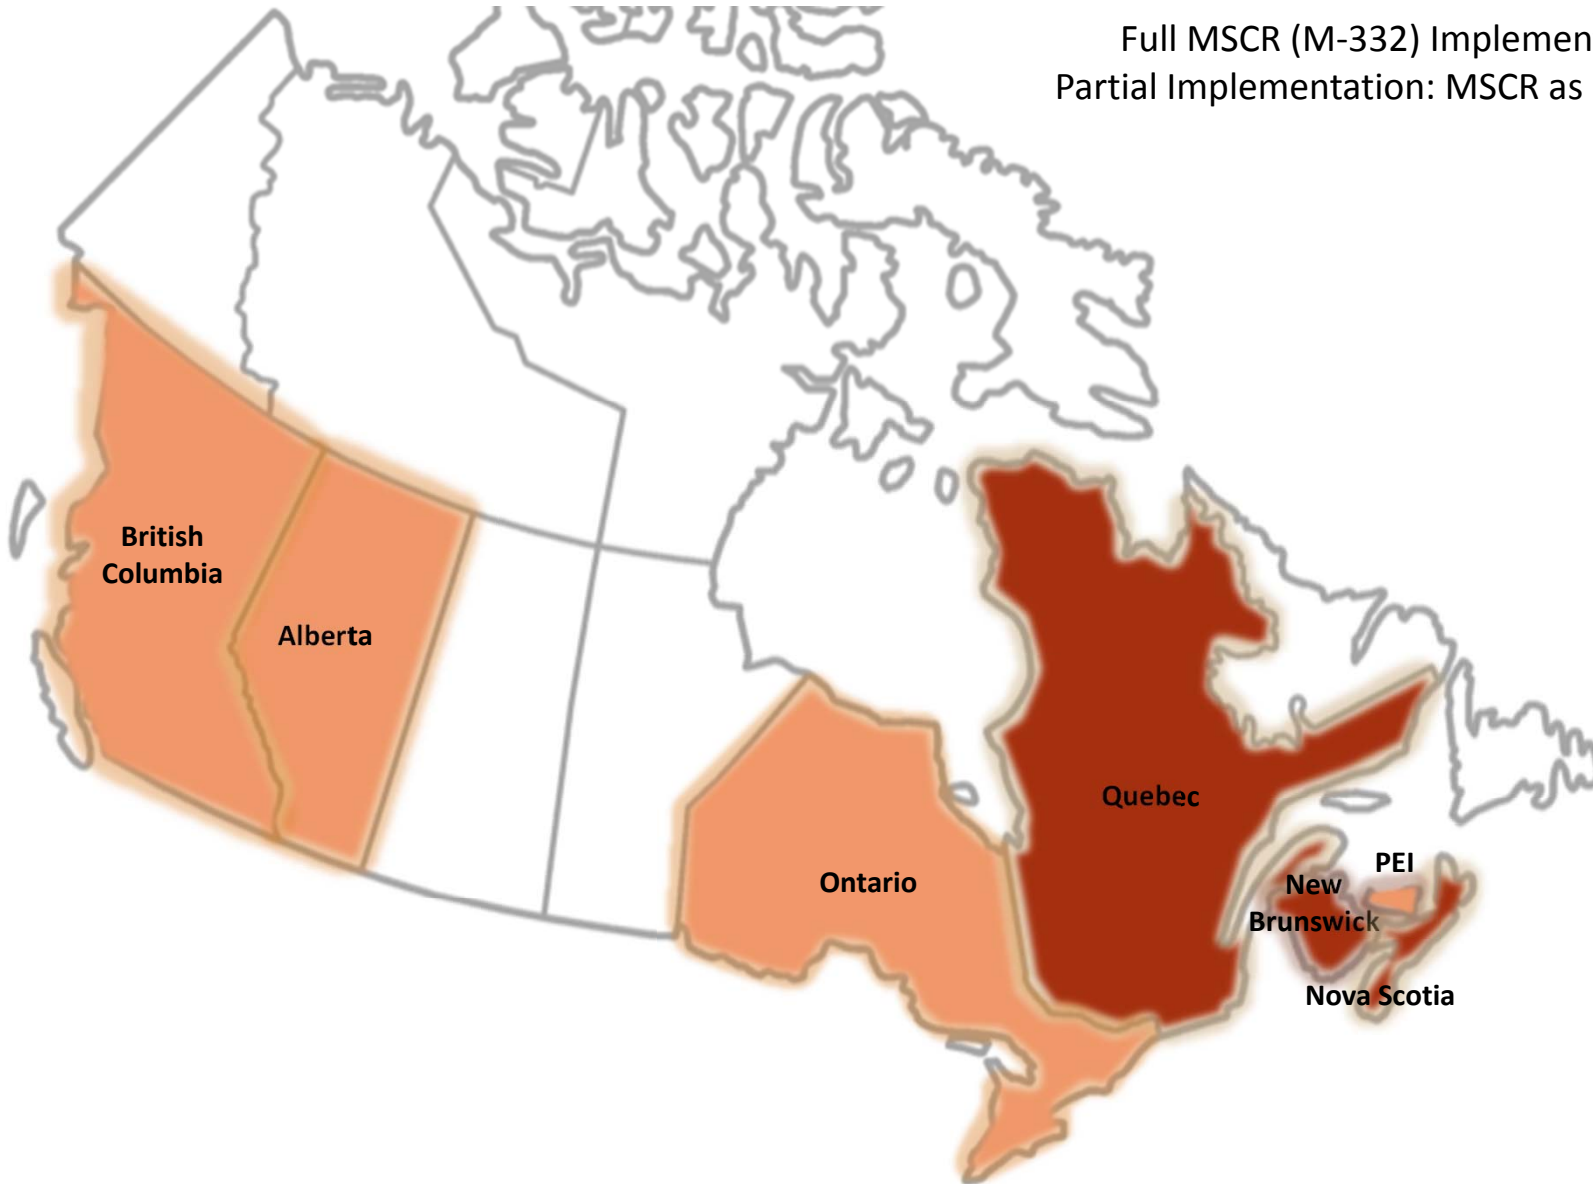 Full MSCR (M-332) Implemen
Partial Implementation: MSCR as
British
Columbia
Alberta
Ontario
Quebec
PEI
New
Brunswick
Nova Scotia